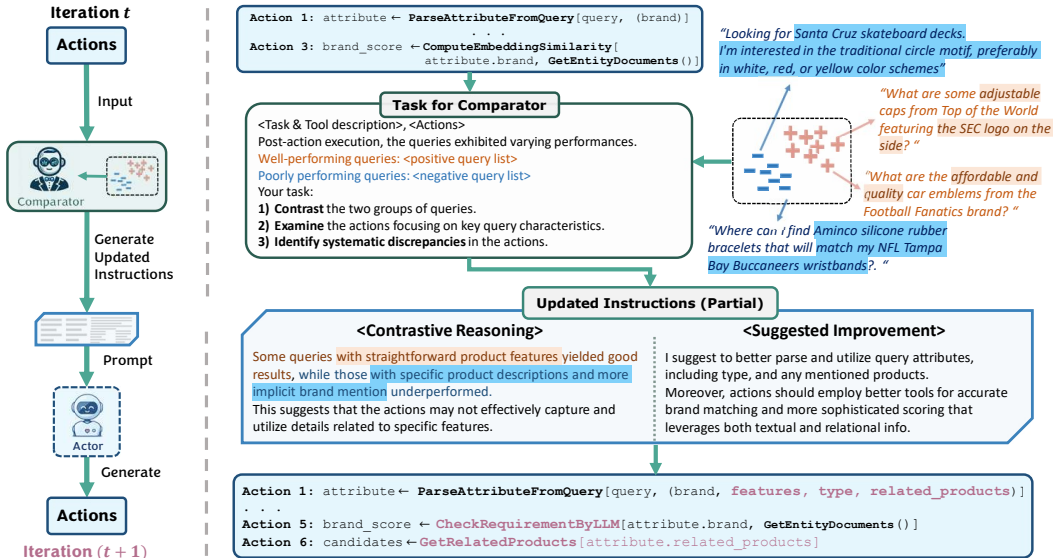 Iteration t
Actions
Input
Comparator
Generate
Updated
Instructions
Prompt
Actor
Generate
Actions
Iteration (t + 1)
Action 1: attribute ← ParseAttributeFromQuery[query, (brand)]
. . .
Action 3: brand_score ←ComputeEmbeddingSimilarity[
attribute.brand, GetEntityDocuments()]
Task for Comparator
<Task & Tool description>, <Actions>
Post-action execution, the queries exhibited varying performances.
Well-performing queries: <positive query list>
Poorly performing queries: <negative query list>
Your task:
1) Contrast the two groups of queries.
2) Examine the actions focusing on key query characteristics.
3) Identify systematic discrepancies in the actions.
“Looking for Santa Cruz skateboard decks.
I'm interested in the traditional circle motif, preferably
in white, red, or yellow color schemes”
“What are some adjustable
caps from Top of the World
featuring the SEC logo on the
side? “
“What are the affordable and
quality car emblems from the
Football Fanatics brand? “
“Where can I find Aminco silicone rubber
bracelets that will match my NFL Tampa
Bay Buccaneers wristbands?. “
Updated Instructions (Partial)
<Contrastive Reasoning>
Some queries with straightforward product features yielded good
results, while those with specific product descriptions and more
implicit brand mention underperformed.
This suggests that the actions may not effectively capture and
utilize details related to specific features.
<Suggested Improvement>
I suggest to better parse and utilize query attributes,
including type, and any mentioned products.
Moreover, actions should employ better tools for accurate
brand matching and more sophisticated scoring that
leverages both textual and relational info.
Action 1: attribute ← ParseAttributeFromQuery[query, (brand, features, type, related_products)]
. . .
Action 5: brand_score ← CheckRequirementByLLM[attribute.brand, GetEntityDocuments()]
Action 6: candidates←GetRelatedProducts[attribute.related_products]